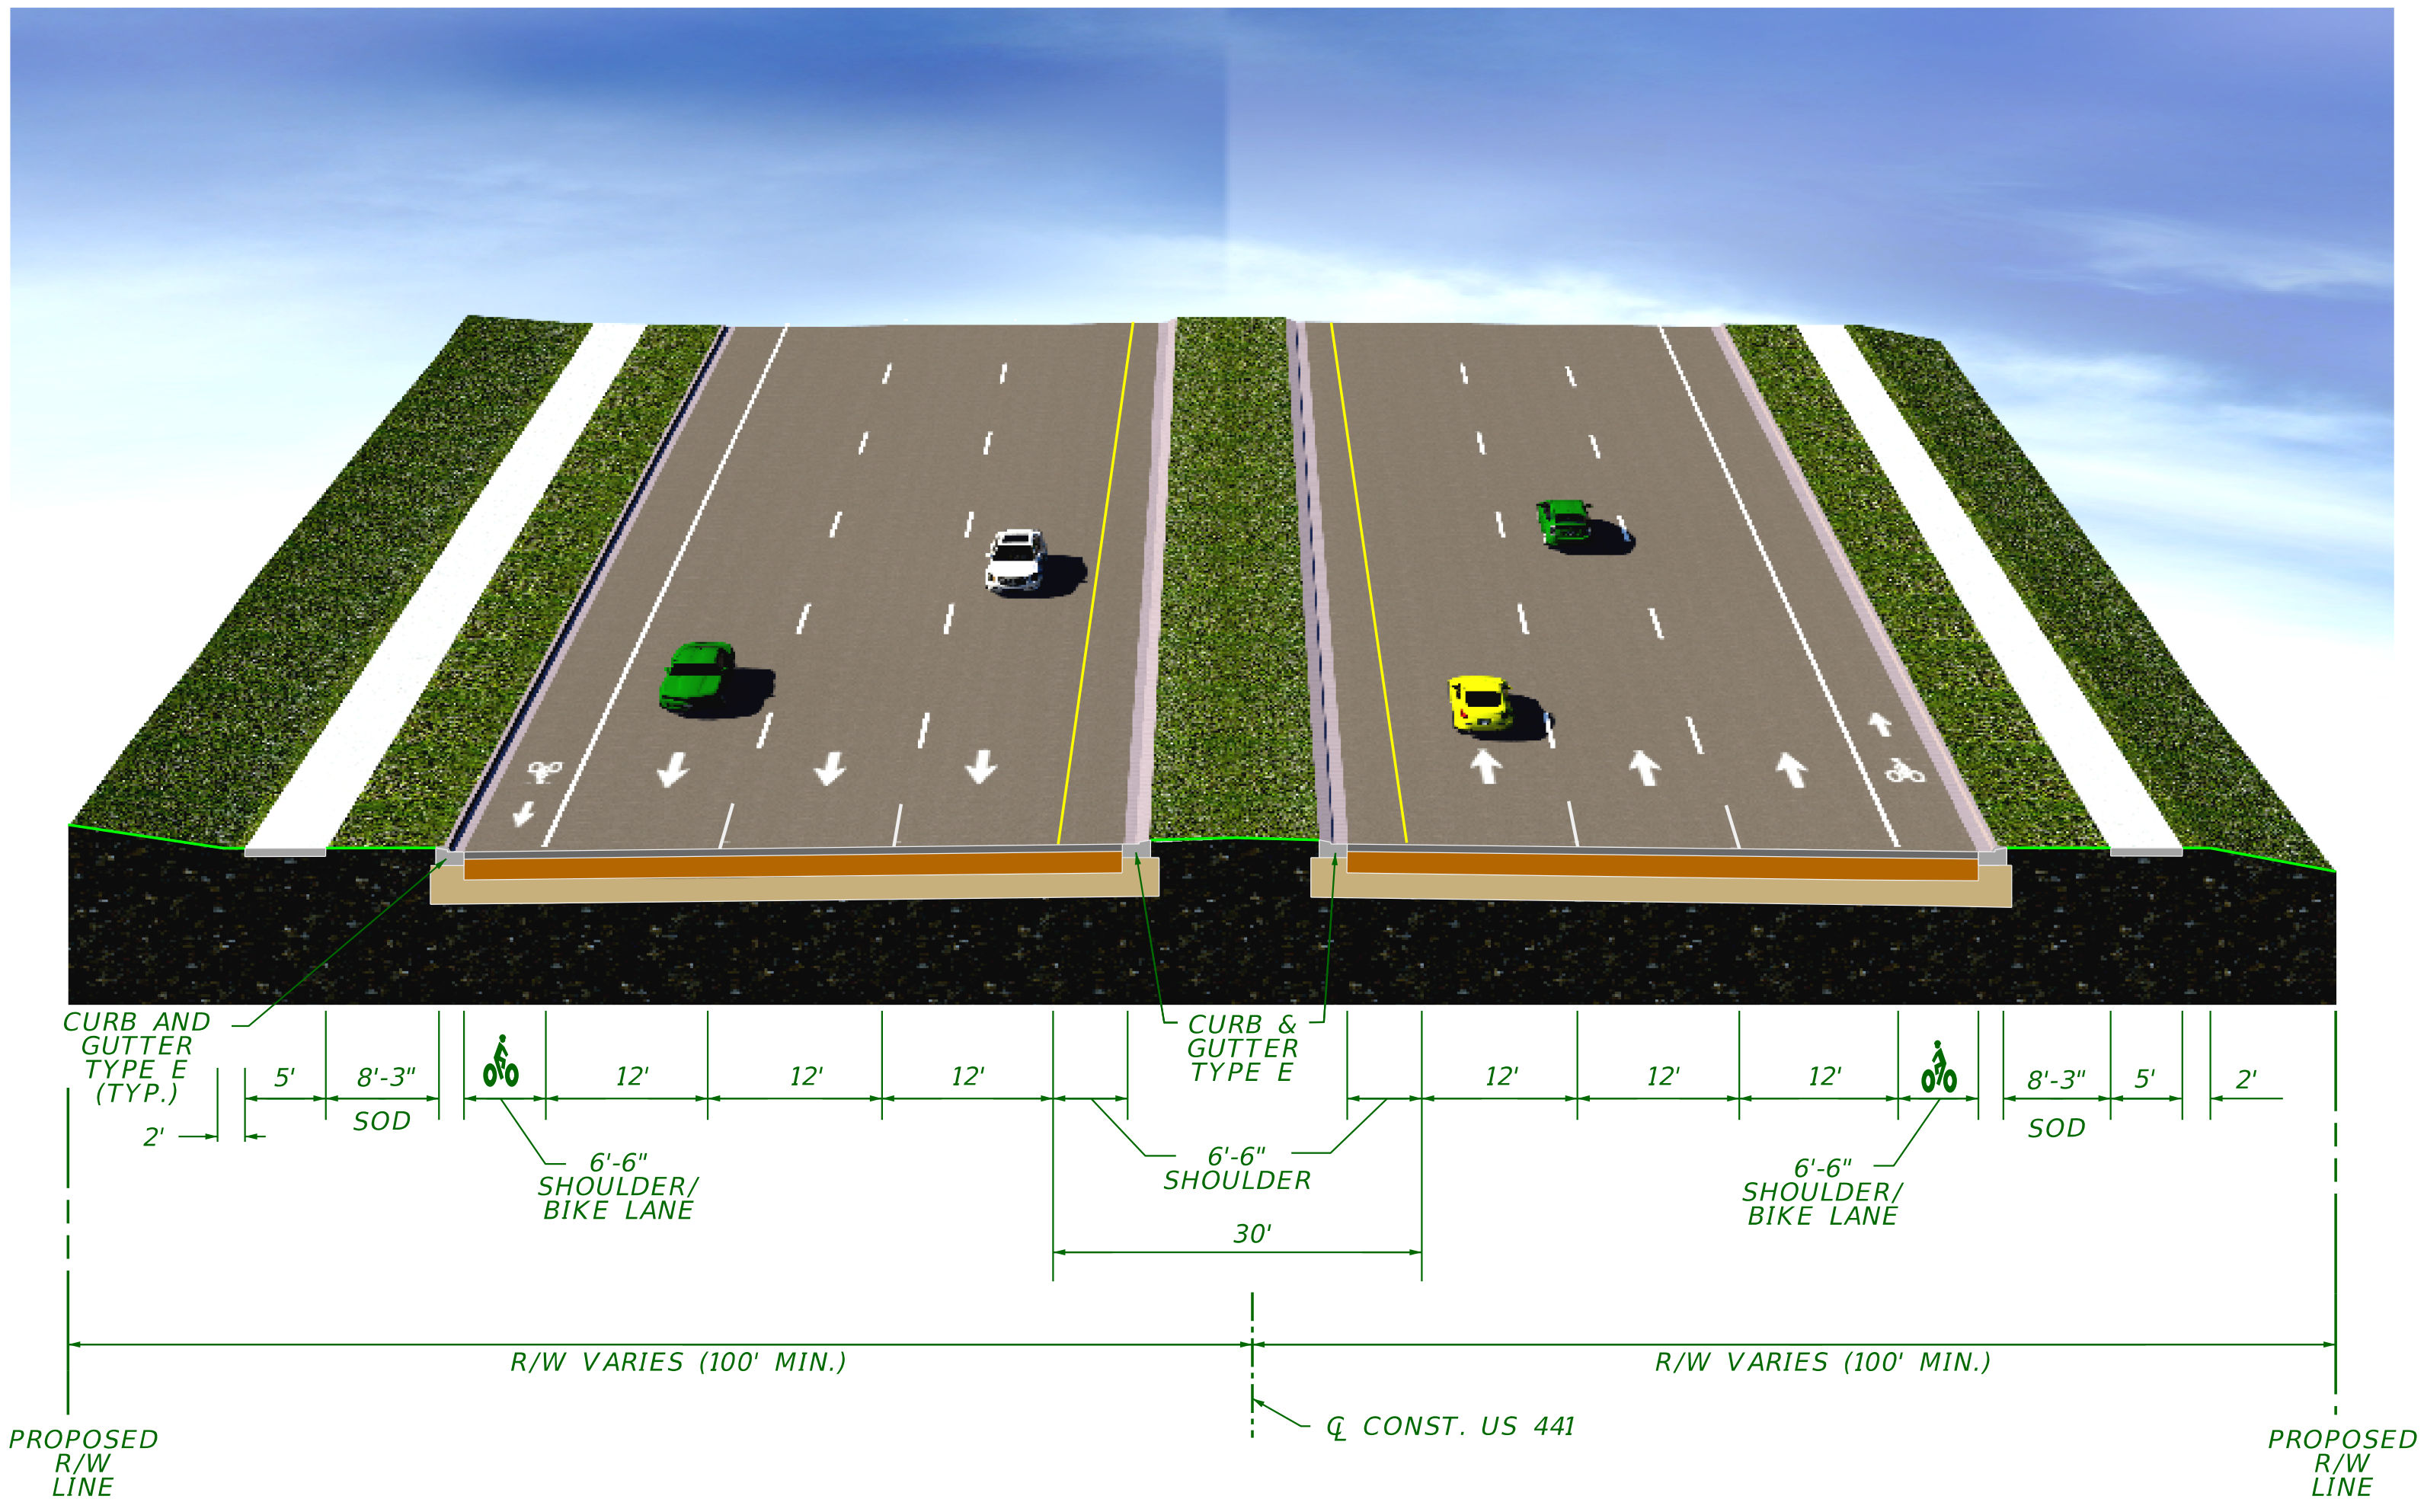 CURB AND
GUTTER
TYPE E
(TYP.)
CURB &
GUTTER
TYPE E
5'
8'-3"
12'
12'
12'
12'
12'
12'
8'-3"
5'
2'
SOD
SOD
2'
6'-6"
SHOULDER/
BIKE LANE
6'-6"
SHOULDER
6'-6"
SHOULDER/
BIKE LANE
30'
R/W VARIES (100' MIN.)
R/W VARIES (100' MIN.)
℄ CONST. US 441
PROPOSED
R/W
LINE
PROPOSED
R/W
LINE